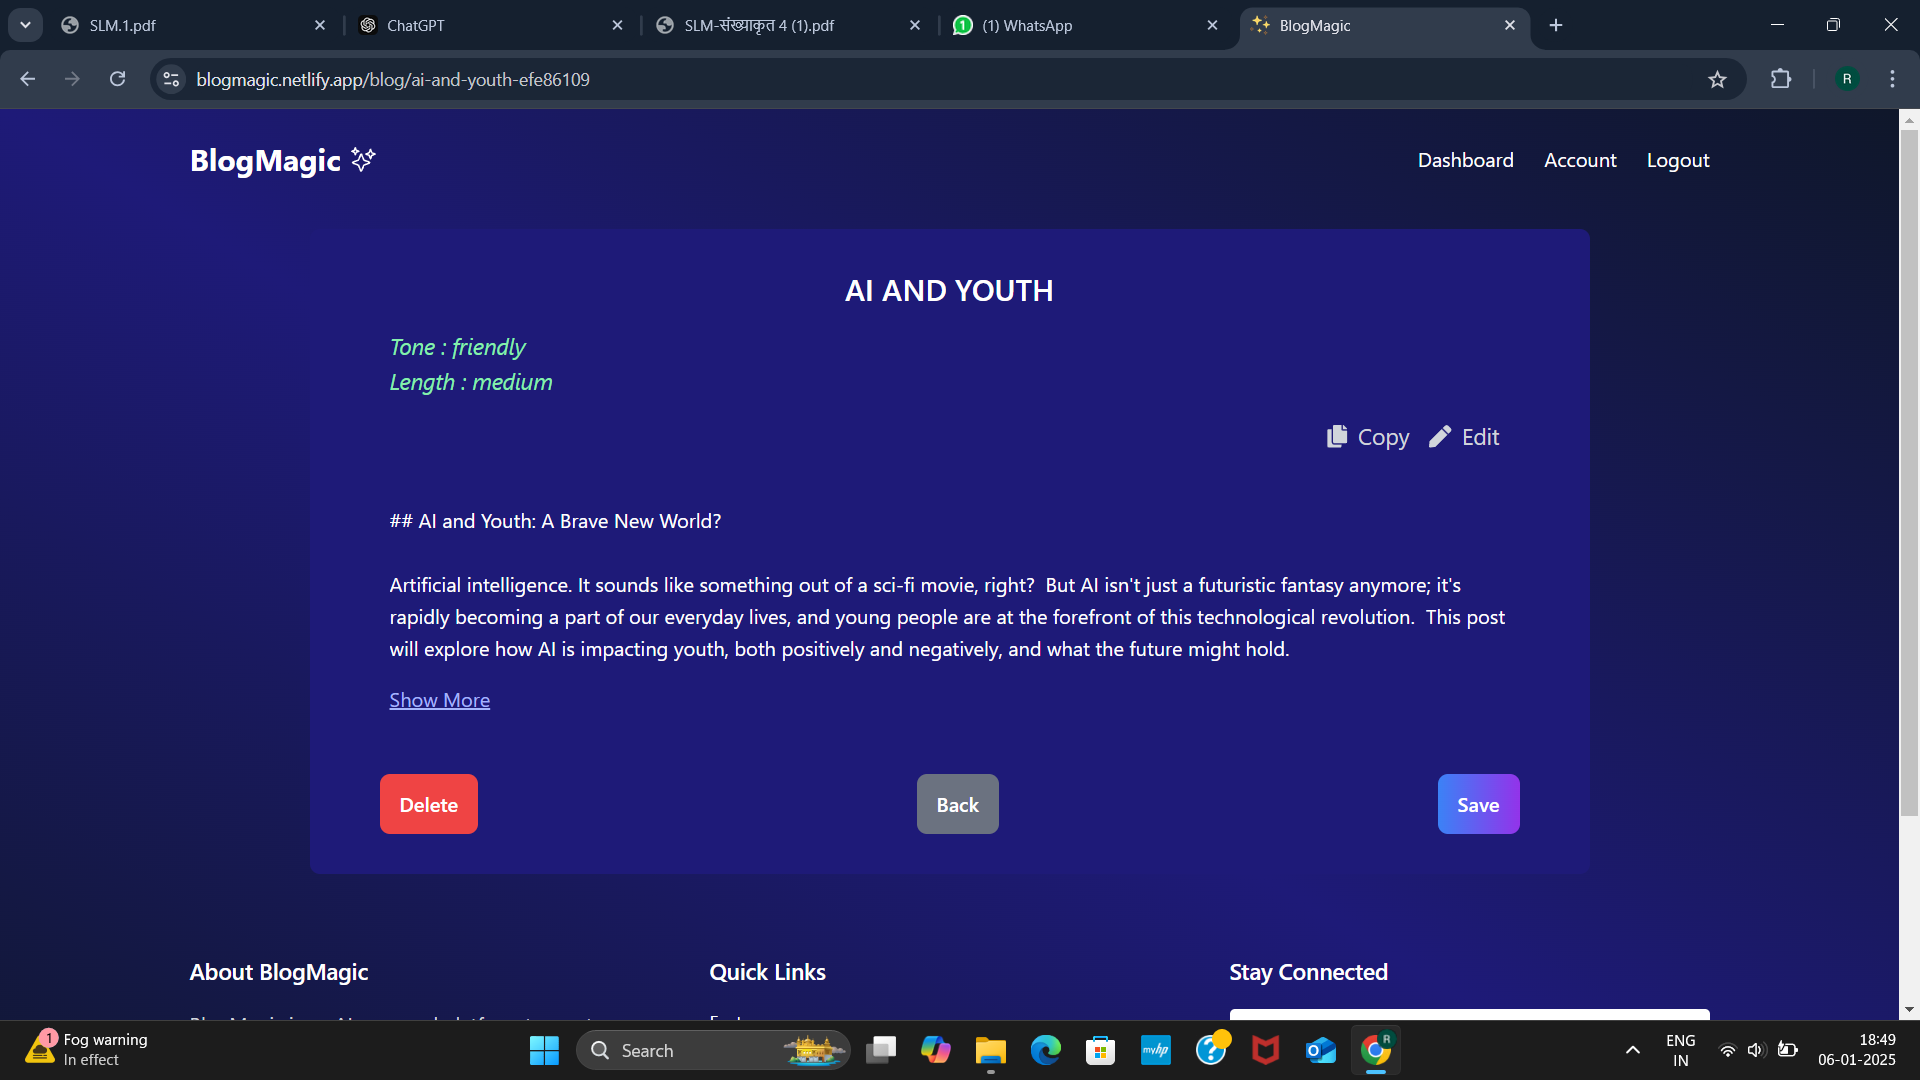 SLM.1.pdf
ChatGPT
SLM-संख्याकृत 4 (1).pdf
1 (1) WhatsApp
BlogMagic
blogmagic.netlify.app/blog/ai-and-youth-efe86109
R
BlogMagic
Dashboard Account Logout
AI AND YOUTH
Tone : friendly
Length : medium
Copy Edit
## AI and Youth: A Brave New World?
Artificial intelligence. It sounds like something out of a sci-fi movie, right?  But AI isn't just a futuristic fantasy anymore; it's
rapidly becoming a part of our everyday lives, and young people are at the forefront of this technological revolution.  This post
will explore how AI is impacting youth, both positively and negatively, and what the future might hold.
Show More
Delete Back Save
About BlogMagic Quick Links Stay Connected
1 Fog warning
In effect
Search
myhp
R
ENG
IN
18:49
06-01-2025